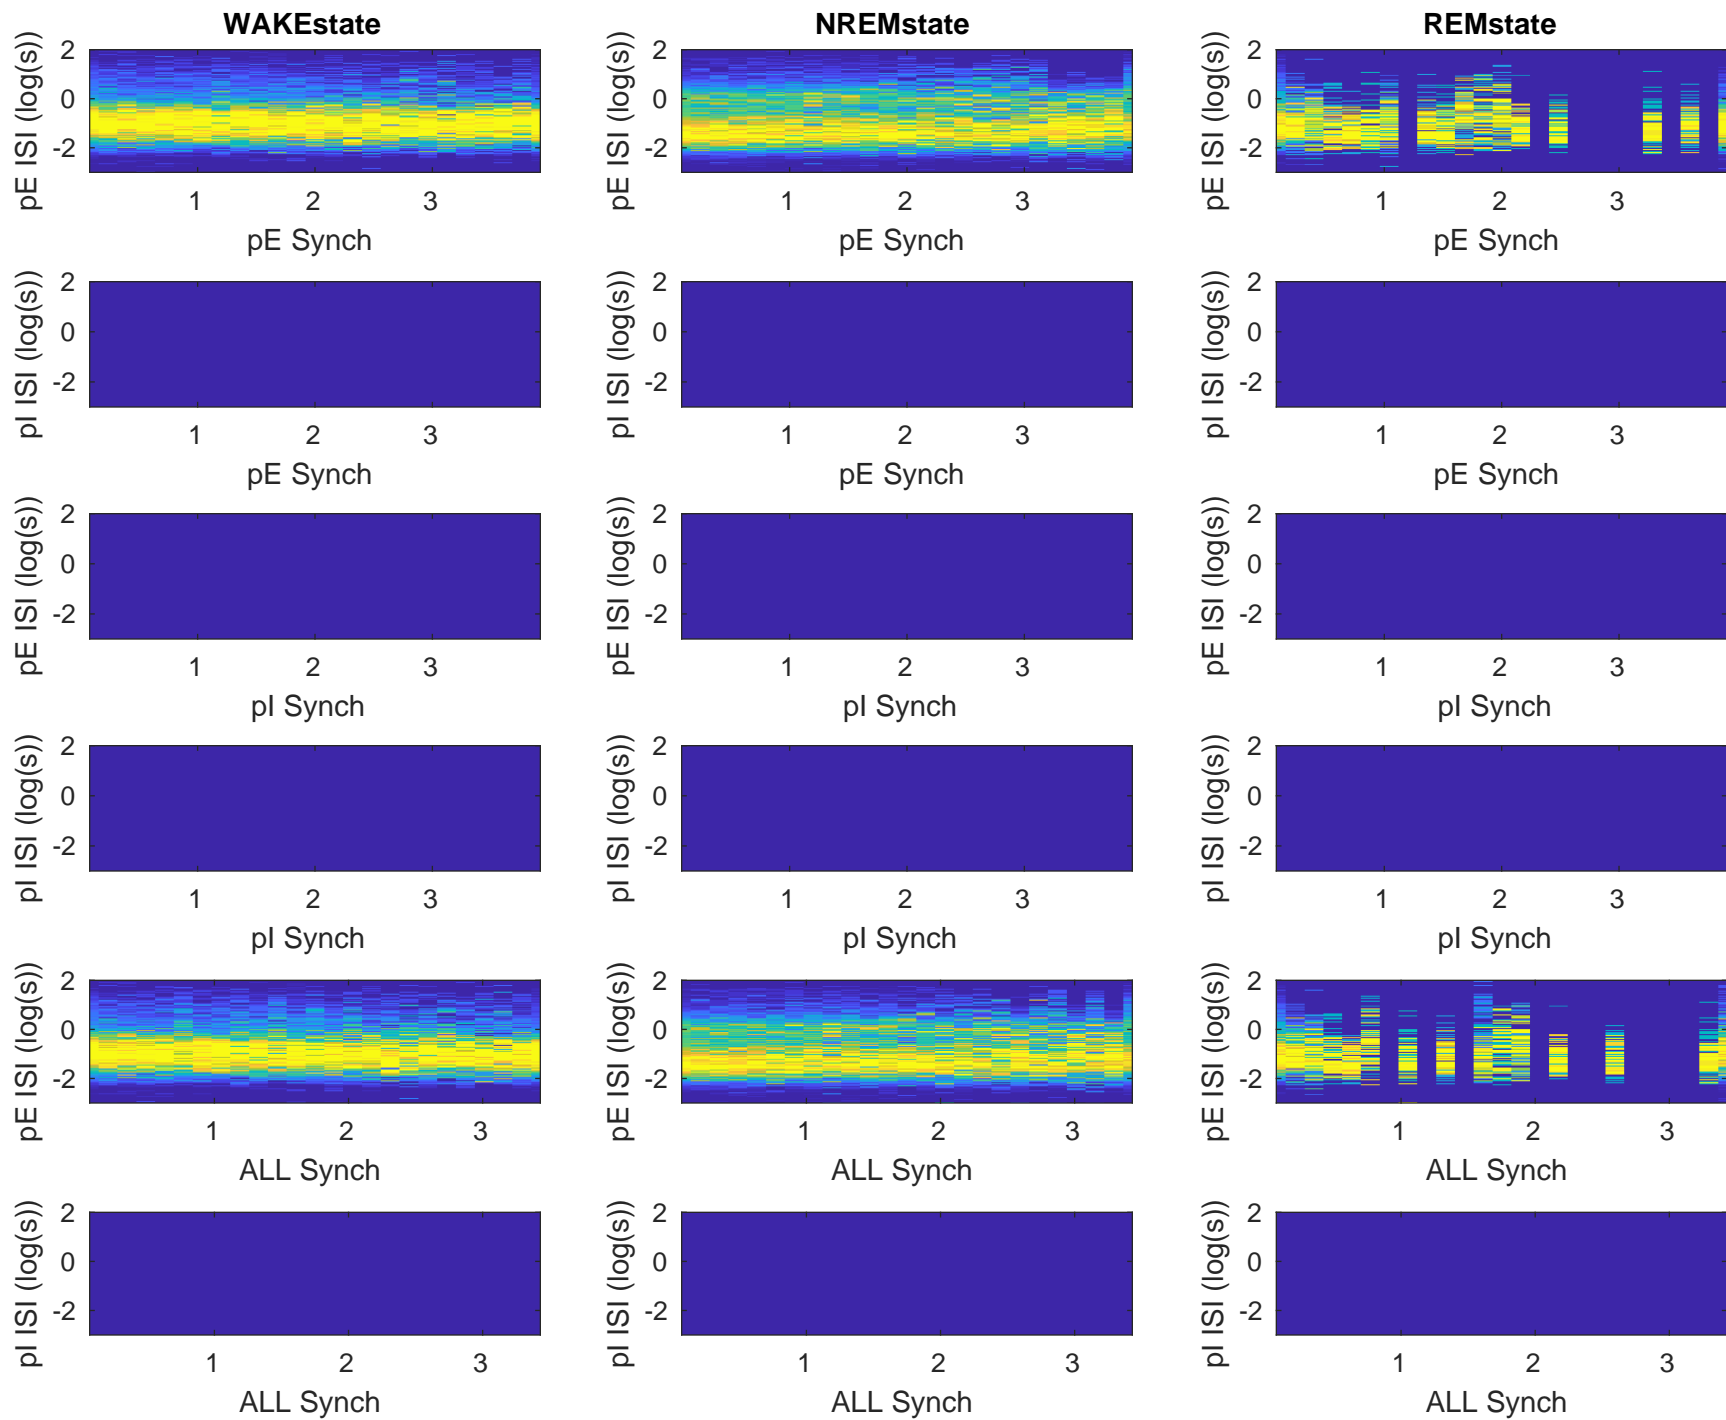 WAKEstate NREMstate REMstate
2 2 2
0 0 0
-2 -2 -2
pE ISI (log(s)) pE ISI (log(s)) pE ISI (log(s))
1 2 3 1 2 3 1 2 3
pE Synch pE Synch pE Synch
2 2 2
0 0 0
-2 -2 -2
pI ISI (log(s)) pI ISI (log(s)) pI ISI (log(s))
1 2 3 1 2 3 1 2 3
pE Synch pE Synch pE Synch
2 2 2
0 0 0
-2 -2 -2
pE ISI (log(s)) pE ISI (log(s)) pE ISI (log(s))
1 2 3 1 2 3 1 2 3
pI Synch pI Synch pI Synch
2 2 2
0 0 0
-2 -2 -2
pI ISI (log(s)) pI ISI (log(s)) pI ISI (log(s))
1 2 3 1 2 3 1 2 3
pI Synch pI Synch pI Synch
2 2 2
0 0 0
-2 -2 -2
pE ISI (log(s)) pE ISI (log(s)) pE ISI (log(s))
1 2 3 1 2 3 1 2 3
ALL Synch ALL Synch ALL Synch
2 2 2
0 0 0
-2 -2 -2
pI ISI (log(s)) pI ISI (log(s)) pI ISI (log(s))
1 2 3 1 2 3 1 2 3
ALL Synch ALL Synch ALL Synch